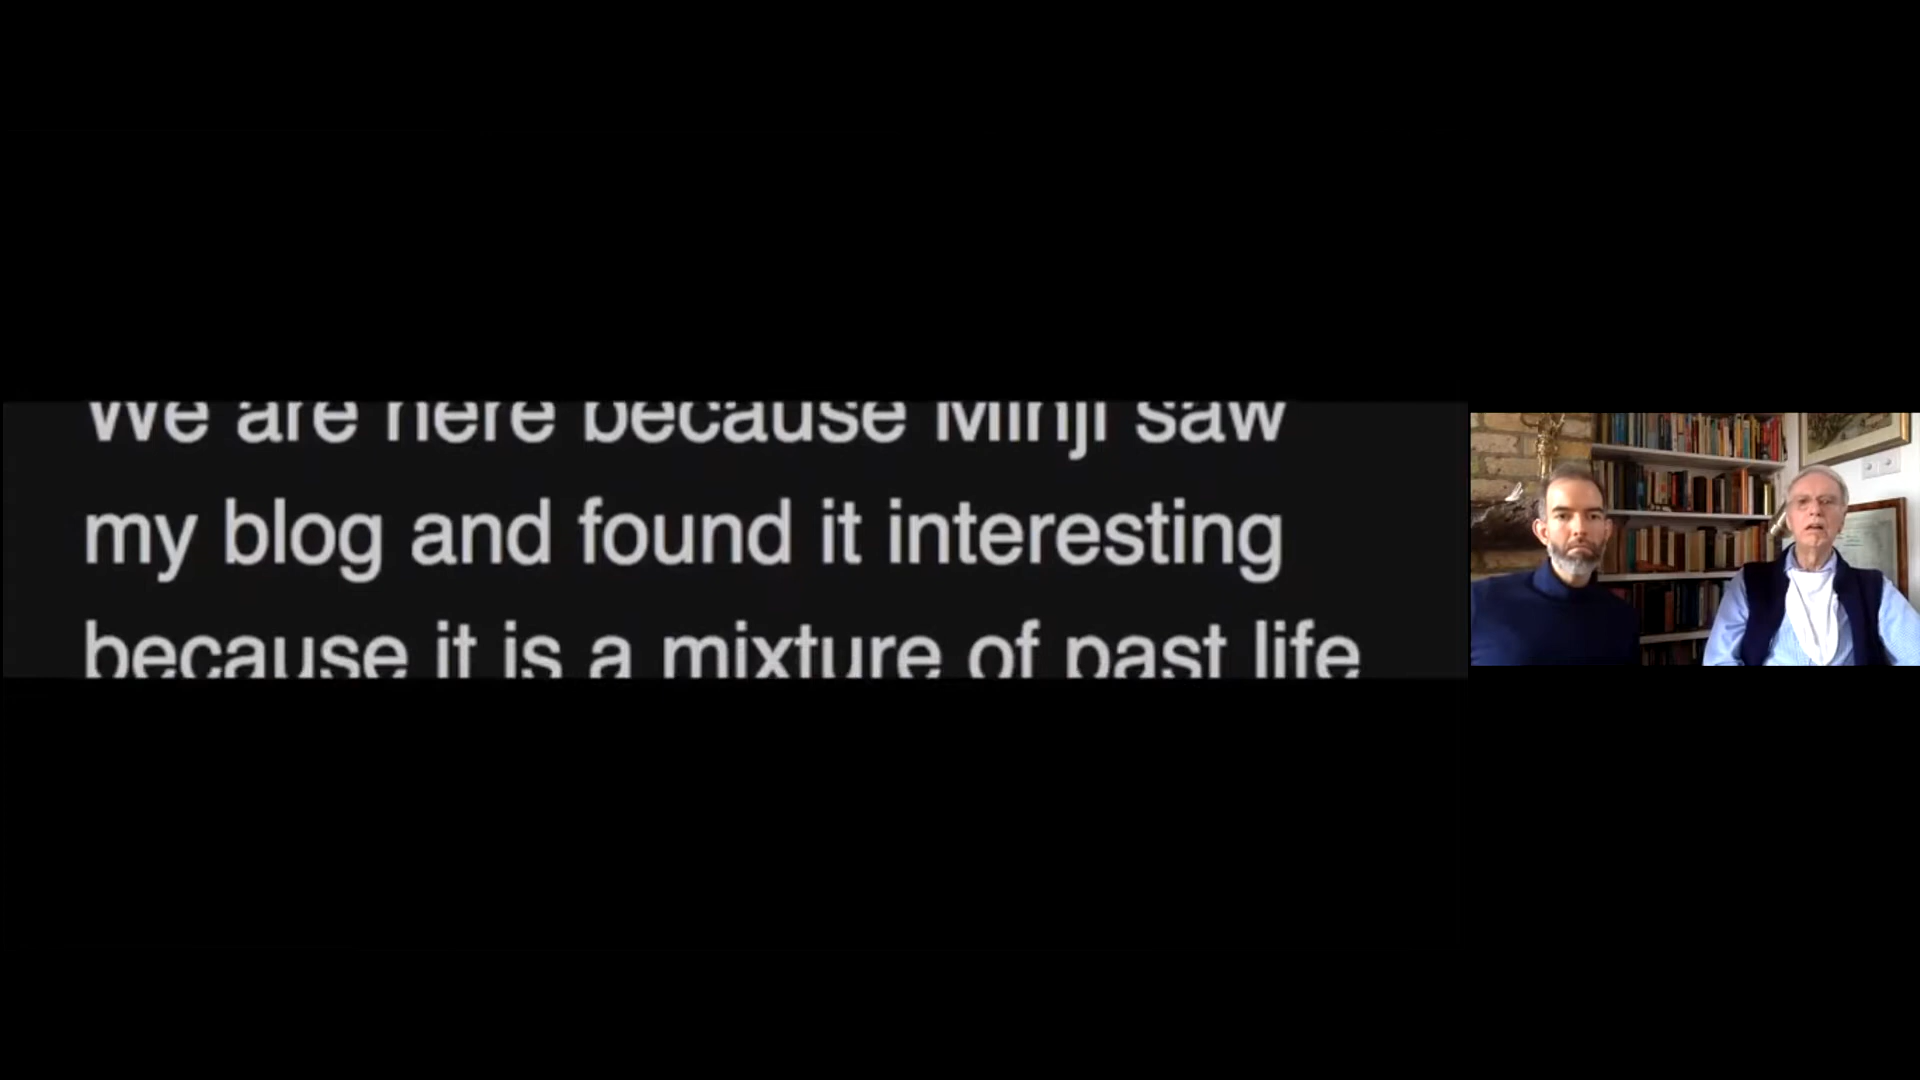 We are here because Minji saw
my blog and found it interesting
because it is a mixture of past life